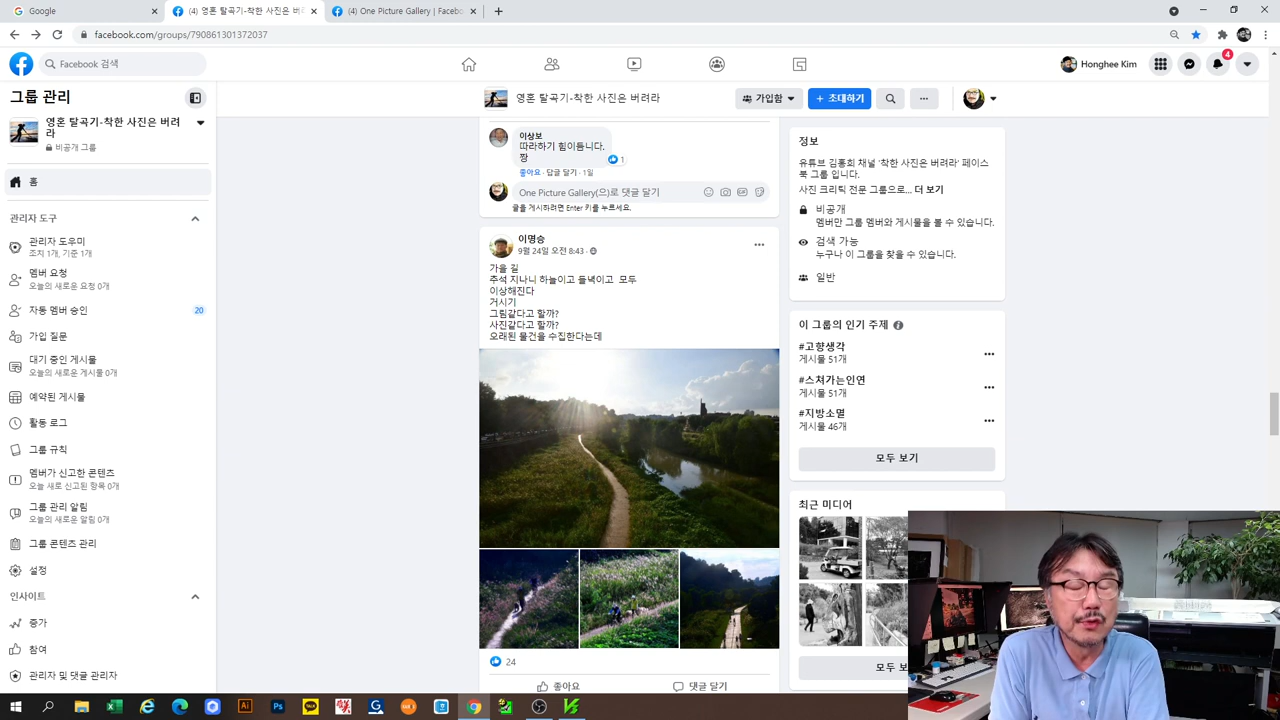 Google
(4) 영혼 탈곡기-착한 사진은 버리
(4) One Picture Gallery | Facebo
facebook.com/groups/790861301372037
Facebook 검색
Honghee Kim
4
그룹 관리
영혼 탈곡기-착한 사진은 버려
라
비공개 그룹
홈
관리자 도구
관리자 도우미
조치 1개, 기준 1개
멤버 요청
오늘의 새로운 요청 0개
자동 멤버 승인
20
가입 질문
대기 중인 게시물
오늘의 새로운 게시물 0개
예약된 게시물
활동 로그
그룹 규칙
멤버가 신고한 콘텐츠
오늘 새로 신고된 항목 0개
그룹 관리 알림
오늘의 새로운 알림 0개
그룹 콘텐츠 관리
설정
인사이트
증가
참여
관리자 및 댓글 관리자
영혼 탈곡기-착한 사진은 버려라
가입함
+ 초대하기
이상보
따라하기 힘이듭니다.
짱
1
좋아요 · 답글 달기 · 1일
One Picture Gallery(으)로 댓글 달기
글을 게시하려면 Enter 키를 누르세요.
이명승
9월 24일 오전 8:43 ·
가을 길
추석 지나니 하늘이고 들녘이고 모두
이상해진다
거시기
그림같다고 할까?
사진같다고 할까?
오래된 물건을 수집한다는데
24
좋아요
댓글 달기
정보
유튜브 김홍희 채널 '착한 사진은 버려라' 페이스
북 그룹 입니다.
사진 크리틱 전문 그룹으로... 더 보기
비공개
멤버만 그룹 멤버와 게시물을 볼 수 있습니다.
검색 가능
누구나 이 그룹을 찾을 수 있습니다.
일반
이 그룹의 인기 주제
#고향생각
게시물 51개
#스쳐가는인연
게시물 51개
#지방소멸
게시물 46개
모두 보기
최근 미디어
모두 보